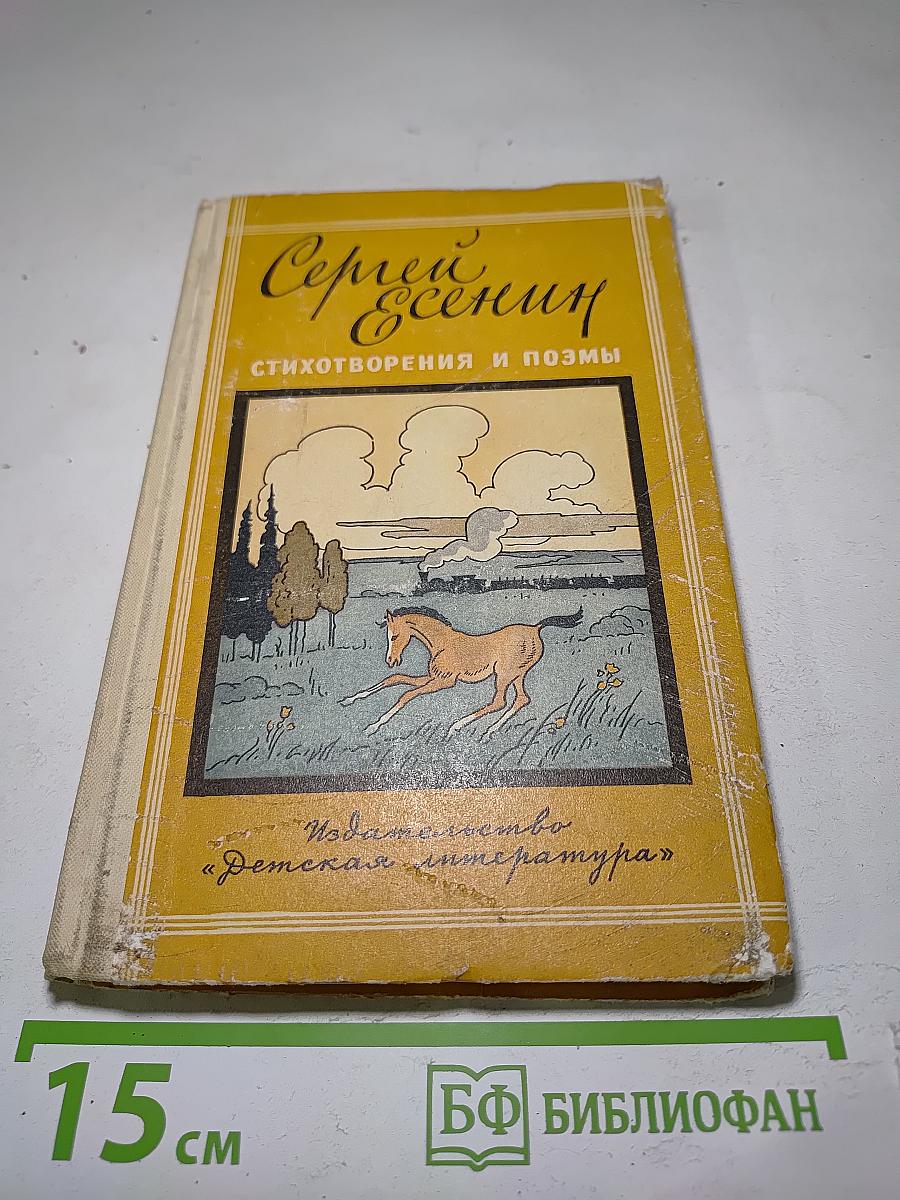 Сергей
Есенин
СТИХОТВОРЕНИЯ И ПОЭМЫ
Издательство
«Детская литература»
15 см
БФ БИБЛИОФАН